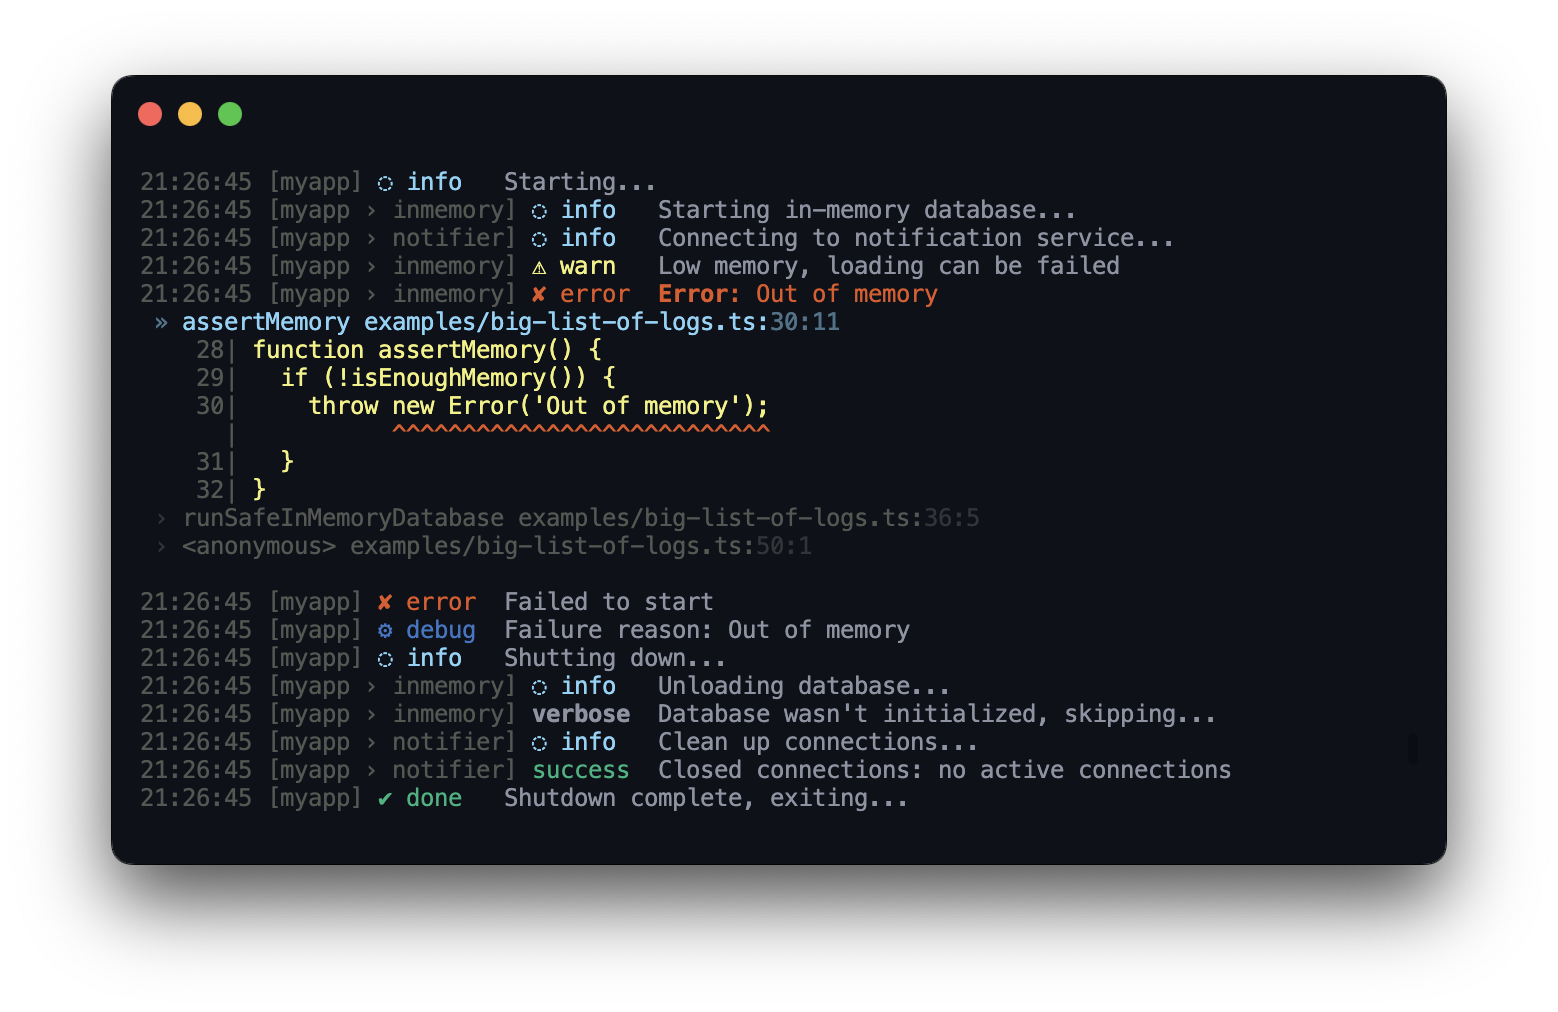 21:26:45 [myapp] ◌ info   Starting...
21:26:45 [myapp › inmemory] ◌ info   Starting in-memory database...
21:26:45 [myapp › notifier] ◌ info   Connecting to notification service...
21:26:45 [myapp › inmemory] ⚠ warn   Low memory, loading can be failed
21:26:45 [myapp › inmemory] ✘ error  Error: Out of memory
 » assertMemory examples/big-list-of-logs.ts:30:11
    28| function assertMemory() {
    29|   if (!isEnoughMemory()) {
    30|     throw new Error('Out of memory');
      |           ^^^^^^^^^^^^^^^^^^^^^^^^^^^
    31|   }
    32| }
 › runSafeInMemoryDatabase examples/big-list-of-logs.ts:36:5
 › <anonymous> examples/big-list-of-logs.ts:50:1
21:26:45 [myapp] ✘ error  Failed to start
21:26:45 [myapp] ⚙ debug  Failure reason: Out of memory
21:26:45 [myapp] ◌ info   Shutting down...
21:26:45 [myapp › inmemory] ◌ info   Unloading database...
21:26:45 [myapp › inmemory] verbose  Database wasn't initialized, skipping...
21:26:45 [myapp › notifier] ◌ info   Clean up connections...
21:26:45 [myapp › notifier] success  Closed connections: no active connections
21:26:45 [myapp] ✔ done   Shutdown complete, exiting...